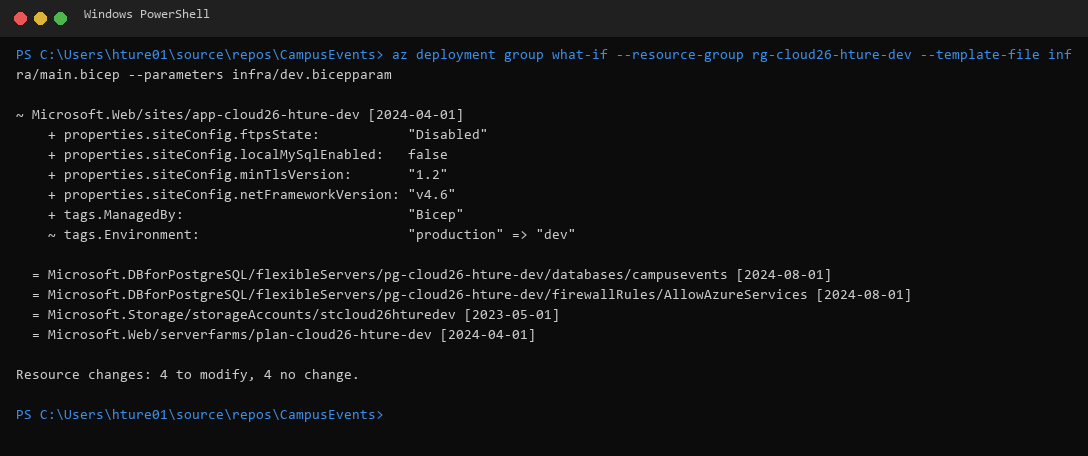 Windows PowerShell
PS C:\Users\hture01\source\repos\CampusEvents> az deployment group what-if --resource-group rg-cloud26-hture-dev --template-file inf
ra/main.bicep --parameters infra/dev.bicepparam
~ Microsoft.Web/sites/app-cloud26-hture-dev [2024-04-01]
    + properties.siteConfig.ftpsState:           "Disabled"
    + properties.siteConfig.localMySqlEnabled:   false
    + properties.siteConfig.minTlsVersion:       "1.2"
    + properties.siteConfig.netFrameworkVersion: "v4.6"
    + tags.ManagedBy:                            "Bicep"
    ~ tags.Environment:                          "production" => "dev"
  = Microsoft.DBforPostgreSQL/flexibleServers/pg-cloud26-hture-dev/databases/campusevents [2024-08-01]
  = Microsoft.DBforPostgreSQL/flexibleServers/pg-cloud26-hture-dev/firewallRules/AllowAzureServices [2024-08-01]
  = Microsoft.Storage/storageAccounts/stcloud26hturedev [2023-05-01]
  = Microsoft.Web/serverfarms/plan-cloud26-hture-dev [2024-04-01]
Resource changes: 4 to modify, 4 no change.
PS C:\Users\hture01\source\repos\CampusEvents>